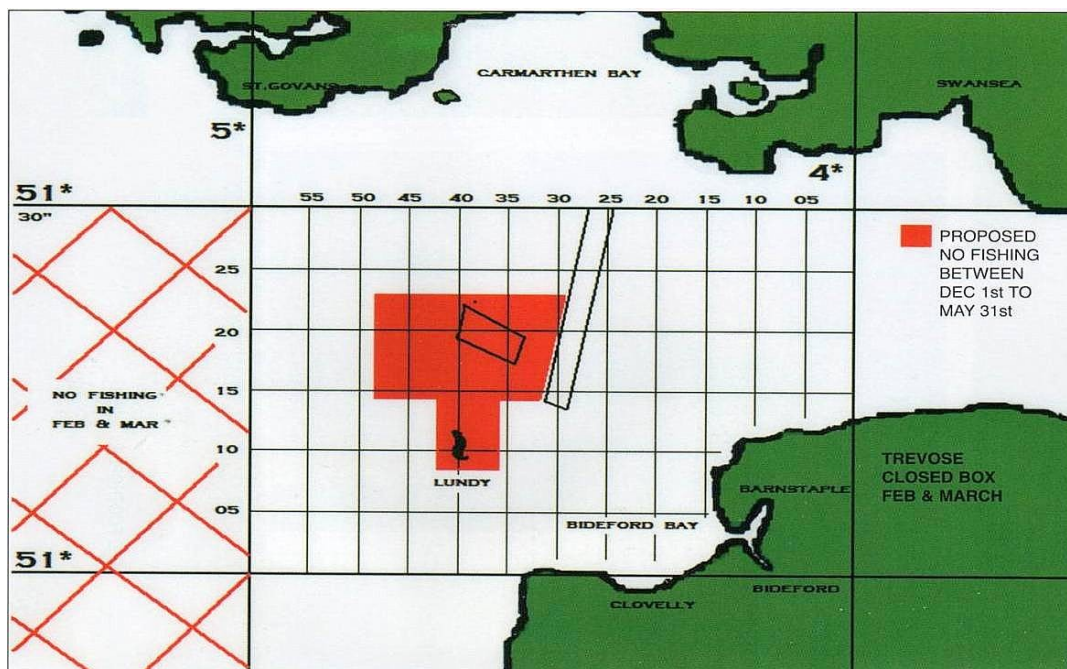 ST.GOVANS
CARMARTHEN BAY
SWANSEA
5*
4*
51*
30"
55 50 45 40 35 30 25 20 15 10 05
25
20
15
10
05
PROPOSED
NO FISHING
BETWEEN
DEC 1st TO
MAY 31st
NO FISHING
IN
FEB & MAR
LUNDY
TREVOSE
CLOSED BOX
FEB & MARCH
BARNSTAPLE
BIDEFORD BAY
51*
CLOVELLY
BIDEFORD